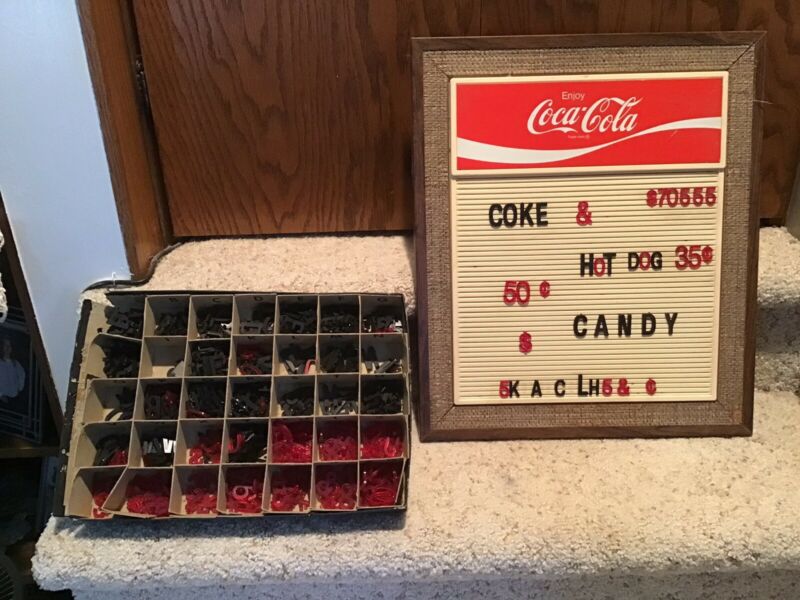 Enjoy
Coca-Cola
COKE & $70555
HOT DOG 35¢
50 ¢
$ CANDY
5K A C LH5& ¢